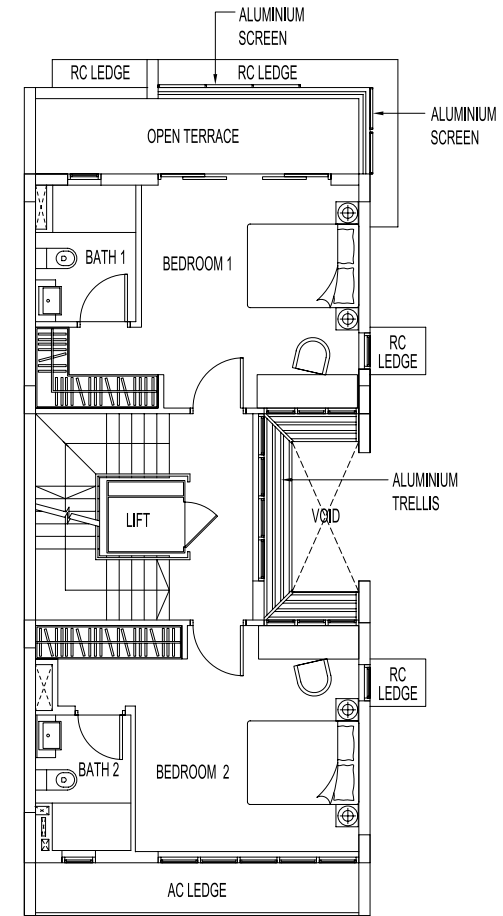 ALUMINIUM
SCREEN
RC LEDGE
RC LEDGE
ALUMINIUM
SCREEN
OPEN TERRACE
BATH 1
BEDROOM 1
RC
LEDGE
ALUMINIUM
TRELLIS
LIFT
VOID
RC
LEDGE
BATH 2
BEDROOM 2
AC LEDGE